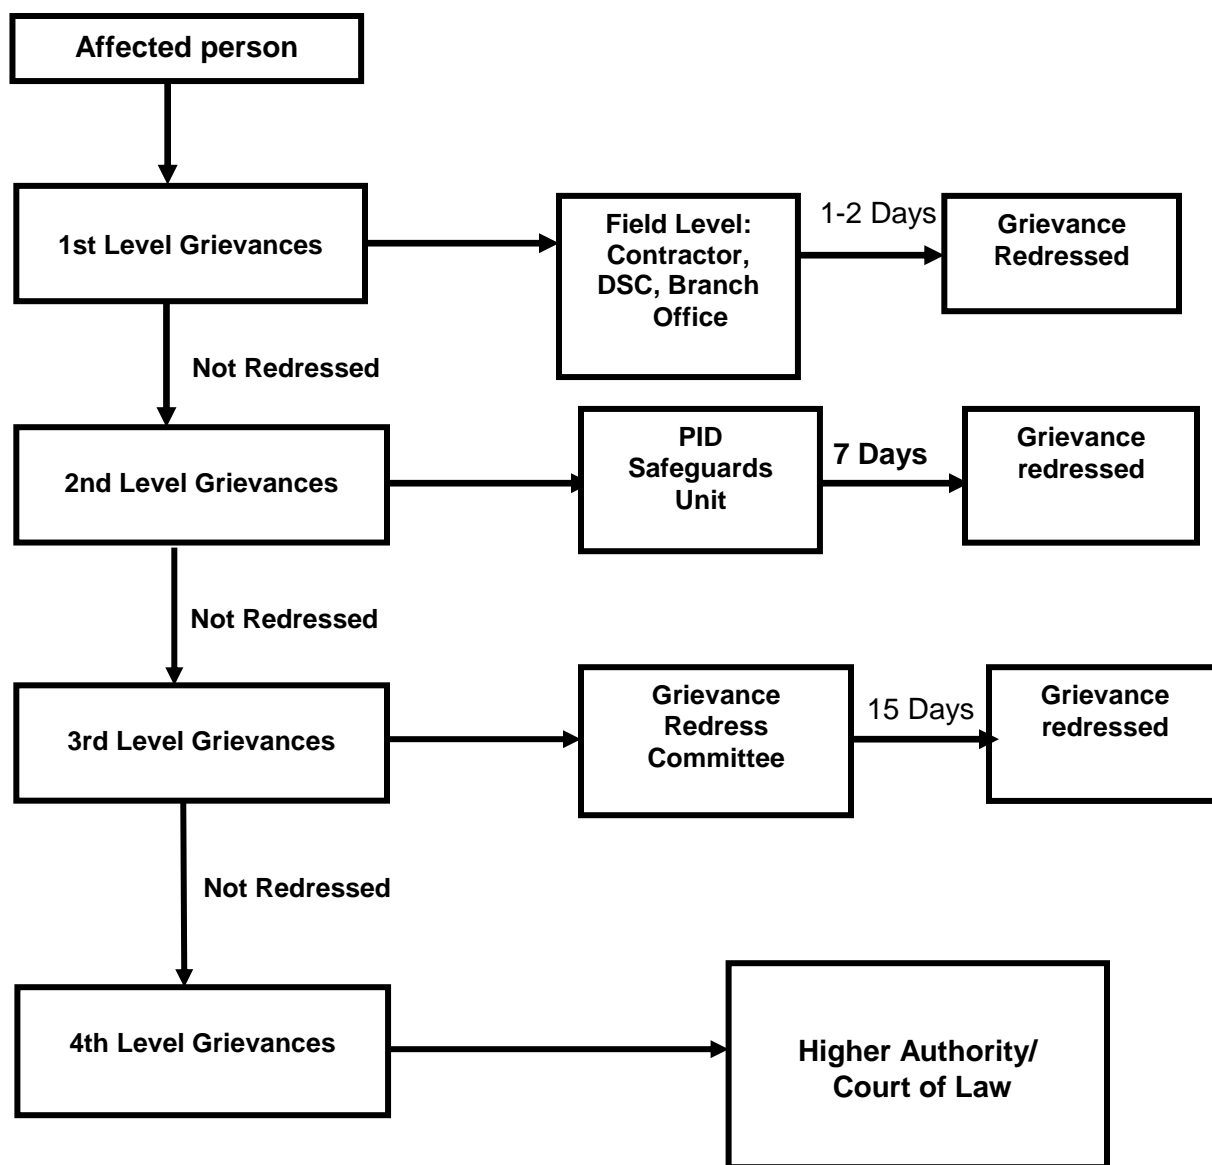 Affected person
1st Level Grievances
Field Level:
Contractor,
DSC, Branch
Office
1-2 Days
Grievance
Redressed
Not Redressed
2nd Level Grievances
PID
Safeguards
Unit
7 Days
Grievance
redressed
Not Redressed
3rd Level Grievances
Grievance
Redress
Committee
15 Days
Grievance
redressed
Not Redressed
4th Level Grievances
Higher Authority/
Court of Law